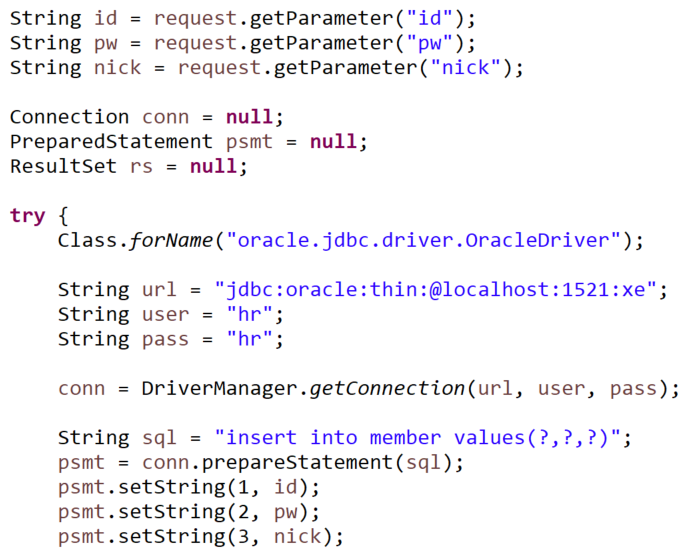 String id = request.getParameter("id");
String pw = request.getParameter("pw");
String nick = request.getParameter("nick");
Connection conn = null;
PreparedStatement psmt = null;
ResultSet rs = null;
try {
Class.forName("oracle.jdbc.driver.OracleDriver");
String url = "jdbc:oracle:thin:@localhost:1521:xe";
String user = "hr";
String pass = "hr";
conn = DriverManager.getConnection(url, user, pass);
String sql = "insert into member values(?,?,?)";
psmt = conn.prepareStatement(sql);
psmt.setString(1, id);
psmt.setString(2, pw);
psmt.setString(3, nick);